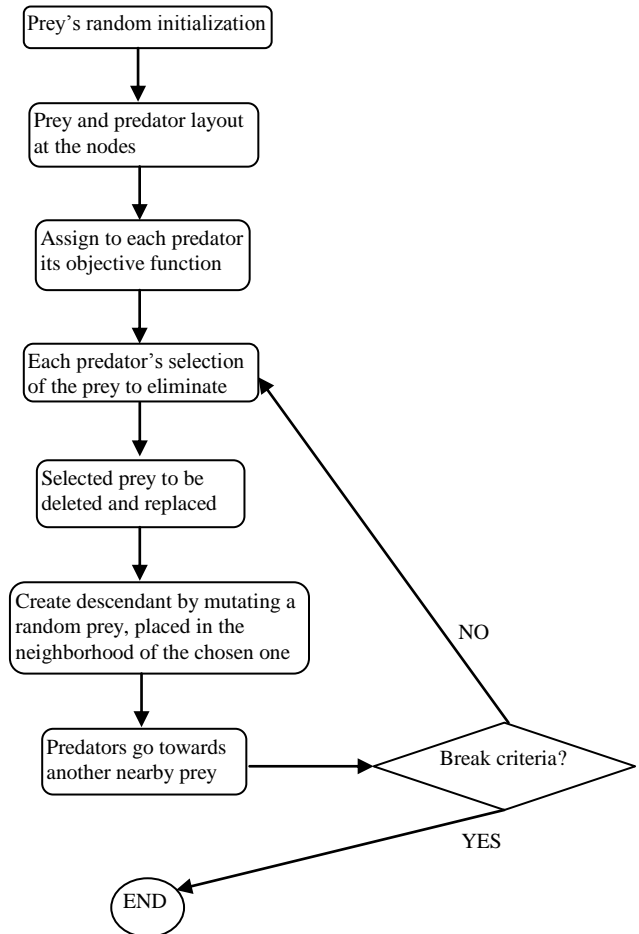 Prey's random initialization
Prey and predator layout
at the nodes
Assign to each predator
its objective function
Each predator's selection
of the prey to eliminate
Selected prey to be
deleted and replaced
Create descendant by mutating a
random prey, placed in the
neighborhood of the chosen one
NO
Predators go towards
another nearby prey
Break criteria?
YES
END